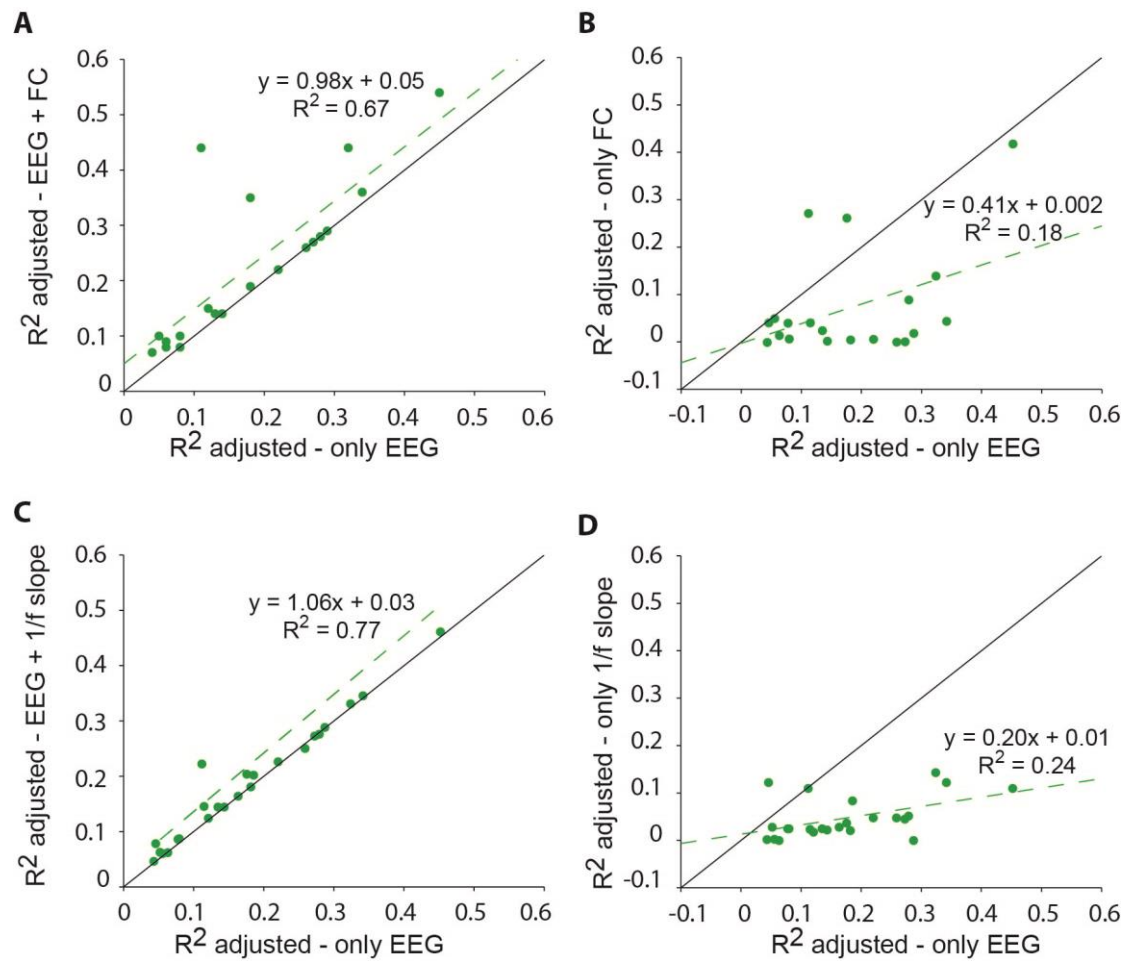 A
R² adjusted - EEG + FC
0.6
0.5
0.4
0.3
0.2
0.1
0
y = 0.98x + 0.05
R² = 0.67
0 0.1 0.2 0.3 0.4 0.5 0.6
R² adjusted - only EEG
B
R² adjusted - only FC
0.6
0.5
0.4
0.3
0.2
0.1
0
-0.1
y = 0.41x + 0.002
R² = 0.18
-0.1 0 0.1 0.2 0.3 0.4 0.5 0.6
R² adjusted - only EEG
C
R² adjusted - EEG + 1/f slope
0.6
0.5
0.4
0.3
0.2
0.1
0
y = 1.06x + 0.03
R² = 0.77
0 0.1 0.2 0.3 0.4 0.5 0.6
R² adjusted - only EEG
D
R² adjusted - only 1/f slope
0.6
0.5
0.4
0.3
0.2
0.1
0
-0.1
y = 0.20x + 0.01
R² = 0.24
-0.1 0 0.1 0.2 0.3 0.4 0.5 0.6
R² adjusted - only EEG